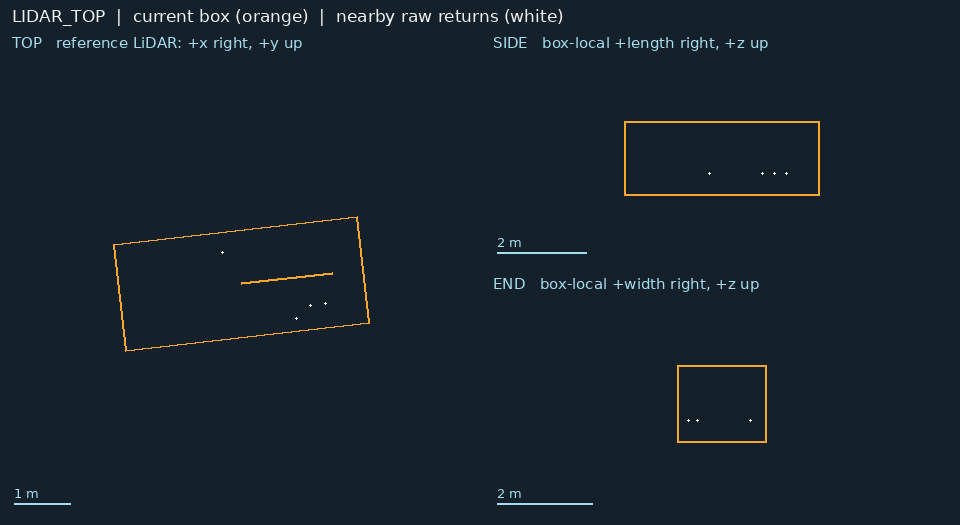 LIDAR_TOP | current box (orange) | nearby raw returns (white)
TOP reference LiDAR: +x right, +y up
SIDE box-local +length right, +z up
2 m
END box-local +width right, +z up
1 m
2 m